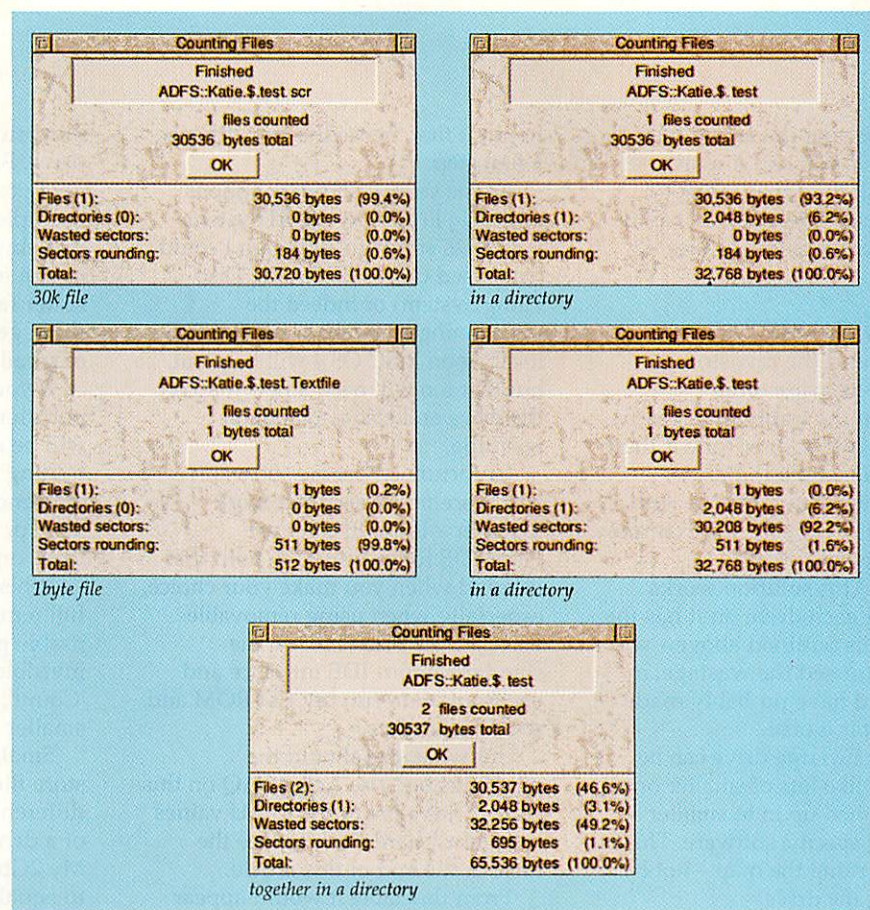 Counting Files
Finished
ADFS::Katie.$.test.scr
1 files counted
30536 bytes total
OK
Files (1): 30,536 bytes (99.4%)
Directories (0): 0 bytes (0.0%)
Wasted sectors: 0 bytes (0.0%)
Sectors rounding: 184 bytes (0.6%)
Total: 30,720 bytes (100.0%)
30k file
Counting Files
Finished
ADFS::Katie.$.test
1 files counted
30536 bytes total
OK
Files (1): 30,536 bytes (93.2%)
Directories (1): 2,048 bytes (6.2%)
Wasted sectors: 0 bytes (0.0%)
Sectors rounding: 184 bytes (0.6%)
Total: 32,768 bytes (100.0%)
in a directory
Counting Files
Finished
ADFS::Katie.$.test.Textfile
1 files counted
1 bytes total
OK
Files (1): 1 bytes (0.2%)
Directories (0): 0 bytes (0.0%)
Wasted sectors: 0 bytes (0.0%)
Sectors rounding: 511 bytes (99.8%)
Total: 512 bytes (100.0%)
1byte file
Counting Files
Finished
ADFS::Katie.$.test
1 files counted
1 bytes total
OK
Files (1): 1 bytes (0.0%)
Directories (1): 2,048 bytes (6.2%)
Wasted sectors: 30,208 bytes (92.2%)
Sectors rounding: 511 bytes (1.6%)
Total: 32,768 bytes (100.0%)
in a directory
Counting Files
Finished
ADFS::Katie.$.test
2 files counted
30537 bytes total
OK
Files (2): 30,537 bytes (46.6%)
Directories (1): 2,048 bytes (3.1%)
Wasted sectors: 32,256 bytes (49.2%)
Sectors rounding: 695 bytes (1.1%)
Total: 65,536 bytes (100.0%)
together in a directory